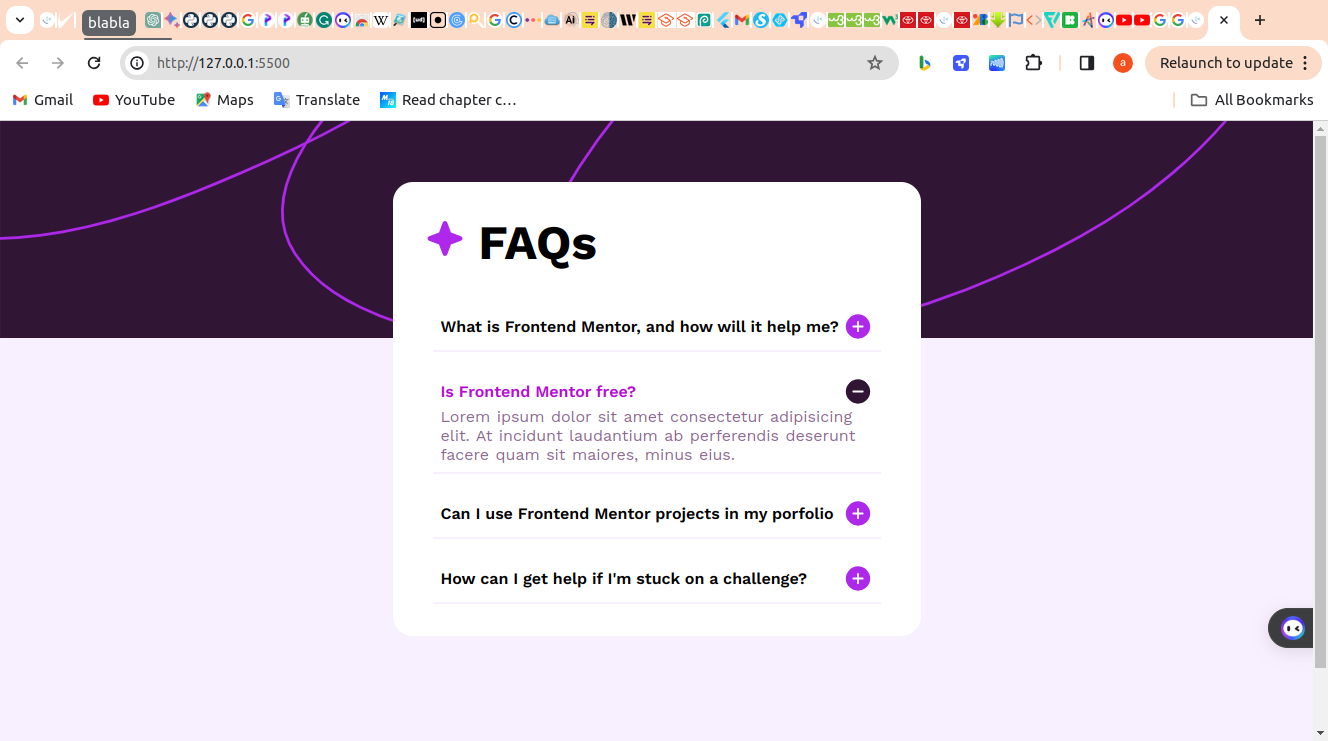 blabla
http://127.0.0.1:5500
a
Relaunch to update
Gmail
YouTube
Maps
Translate
Read chapter c…
All Bookmarks
FAQs
What is Frontend Mentor, and how will it help me?
Is Frontend Mentor free?
Lorem ipsum dolor sit amet consectetur adipisicing
elit. At incidunt laudantium ab perferendis deserunt
facere quam sit maiores, minus eius.
Can I use Frontend Mentor projects in my porfolio
How can I get help if I'm stuck on a challenge?